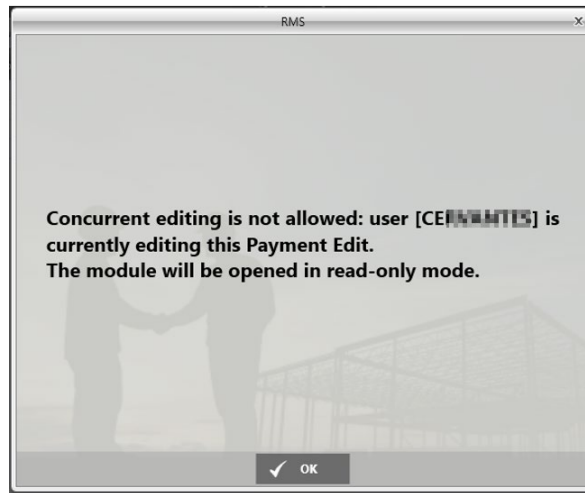 RMS
x
Concurrent editing is not allowed: user [CE] is
currently editing this Payment Edit.
The module will be opened in read-only mode.
OK